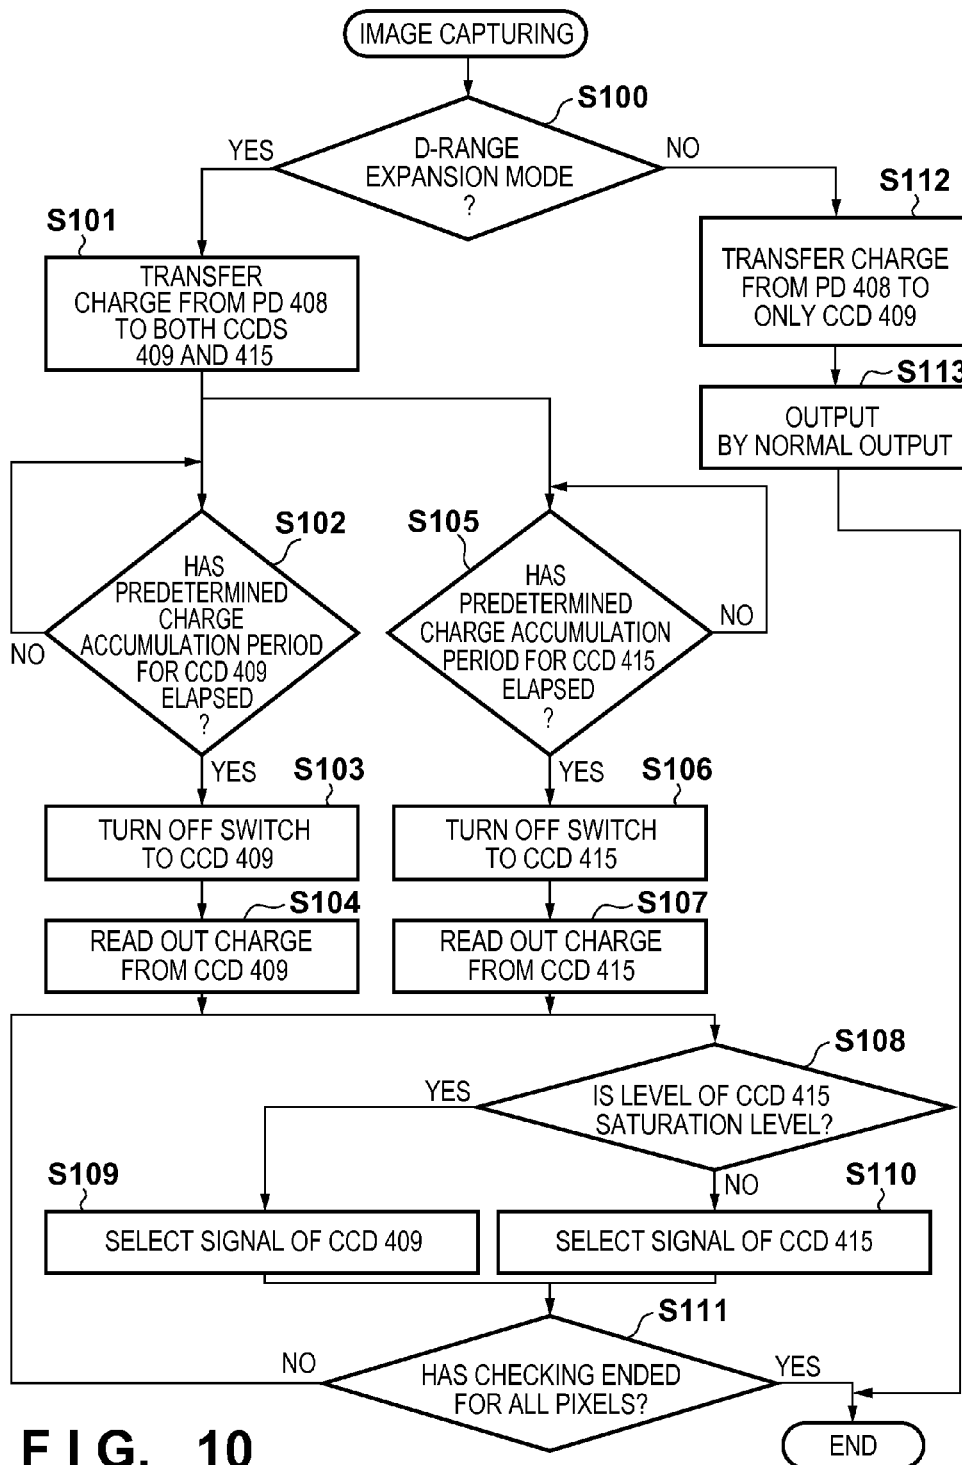 IMAGE CAPTURING
S100
D-RANGE
EXPANSION MODE
?
YES
NO
S101
TRANSFER
CHARGE FROM PD 408
TO BOTH CCDS
409 AND 415
S112
TRANSFER CHARGE
FROM PD 408 TO
ONLY CCD 409
S113
OUTPUT
BY NORMAL OUTPUT
S102
HAS
PREDETERMINED
CHARGE
ACCUMULATION PERIOD
FOR CCD 409
ELAPSED
?
NO
YES
S105
HAS
PREDETERMINED
CHARGE ACCUMULATION
PERIOD FOR CCD 415
ELAPSED
?
NO
YES
S103
TURN OFF SWITCH
TO CCD 409
S106
TURN OFF SWITCH
TO CCD 415
S104
READ OUT CHARGE
FROM CCD 409
S107
READ OUT CHARGE
FROM CCD 415
S108
IS LEVEL OF CCD 415
SATURATION LEVEL?
YES
NO
S109
SELECT SIGNAL OF CCD 409
S110
SELECT SIGNAL OF CCD 415
S111
HAS CHECKING ENDED
FOR ALL PIXELS?
NO
YES
END
FIG. 10